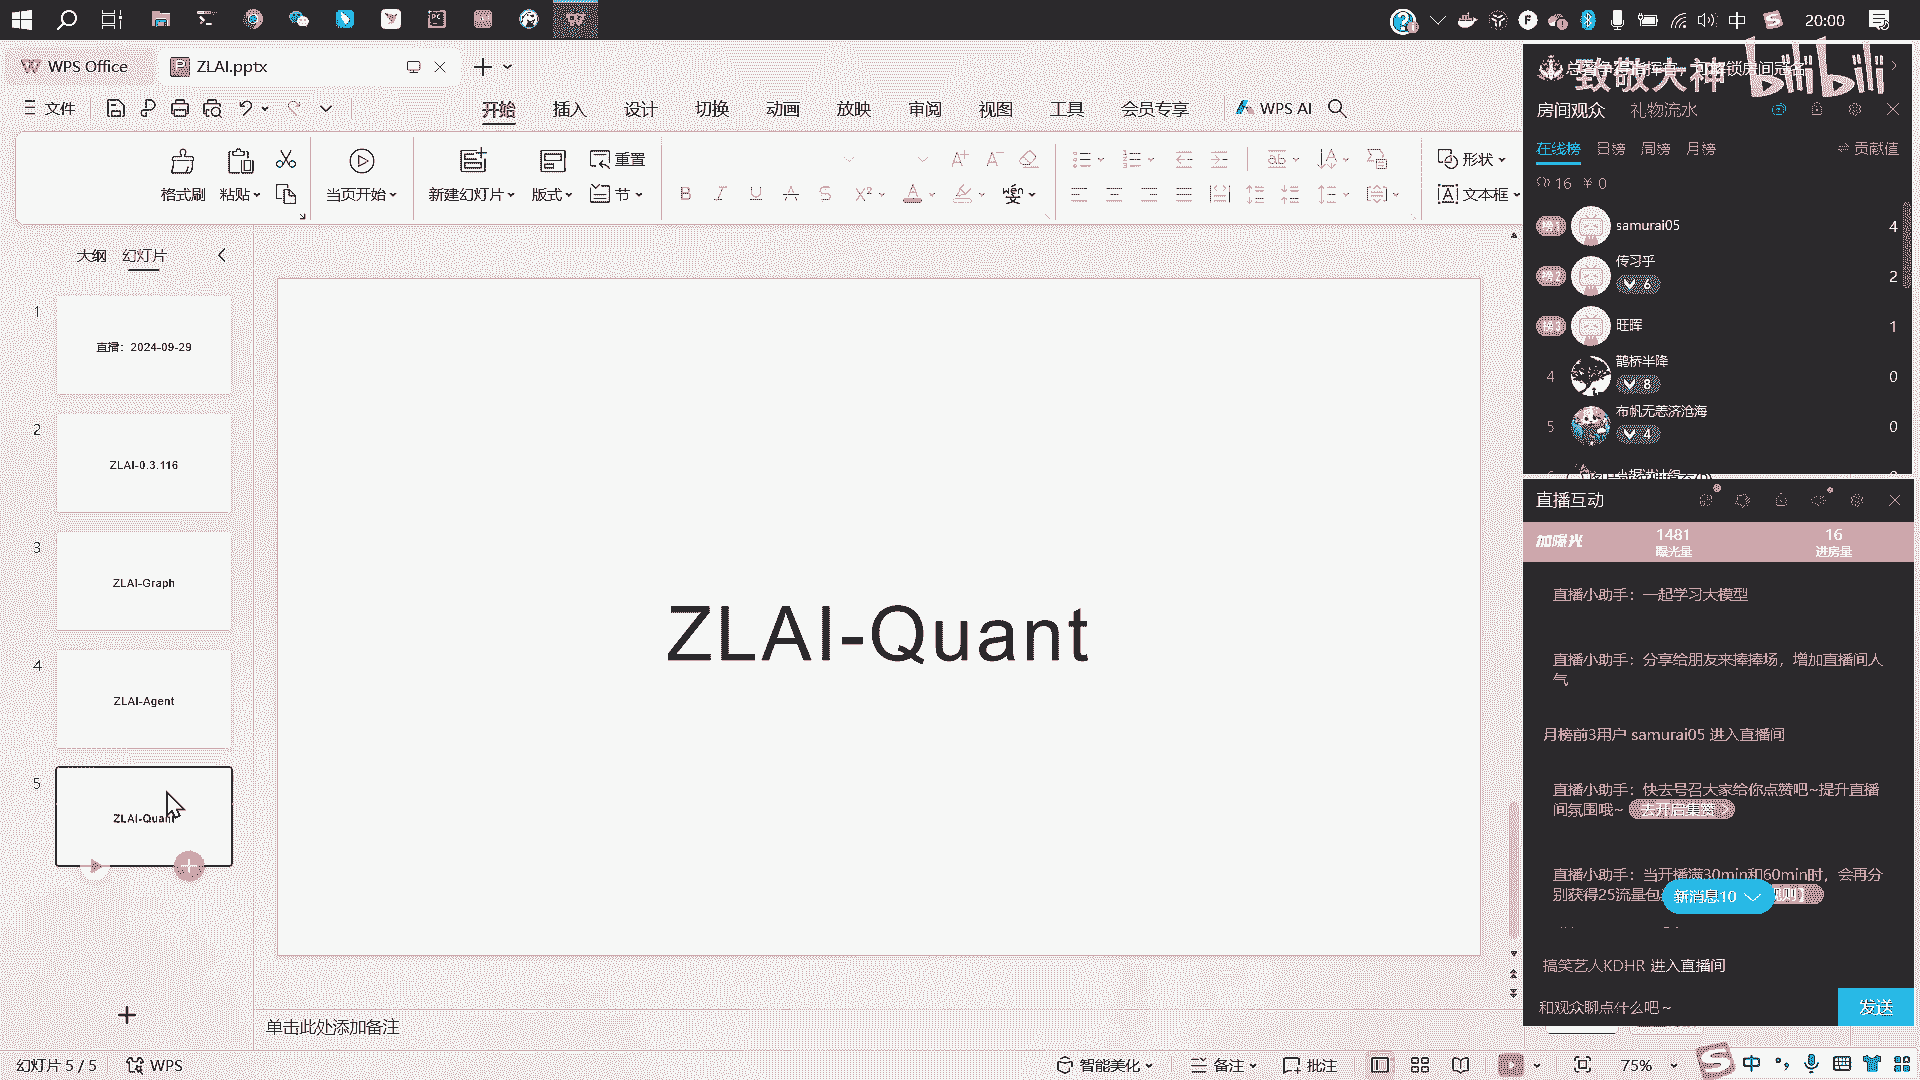 20:00
WPS Office
ZLAI.pptx
文件
开始
插入
设计
切换
动画
放映
审阅
视图
工具
会员专享
WPS AI
格式刷
粘贴
当页开始
新建幻灯片
版式
重置
节
形状
文本框
大纲
幻灯片
1
直播：2024-09-29
2
ZLAI-0.3.116
3
ZLAI-Graph
4
ZLAI-Agent
5
ZLAI-Quant
ZLAI-Quant
单击此处添加备注
幻灯片 5 / 5
WPS
智能美化
备注
批注
75%
中
致敬大神
bilibili
房间观众
礼物流水
在线榜
日榜
周榜
月榜
贡献值
16 ￥ 0
samurai05
4
传习乎
6
2
旺晖
1
4
鹊桥半降
8
0
5
布帆无恙济沧海
4
0
直播互动
加曝光
1481
曝光量
16
进房量
直播小助手：一起学习大模型
直播小助手：分享给朋友来捧捧场，增加直播间人
气
月榜前3用户 samurai05 进入直播间
直播小助手：快去号召大家给你点赞吧~提升直播
间氛围哦~ 去开启集赞 >
直播小助手：当开播满30min和60min时，会再分
别获得25流量包
新消息10
搞笑艺人KDHR 进入直播间
和观众聊点什么吧~
发送